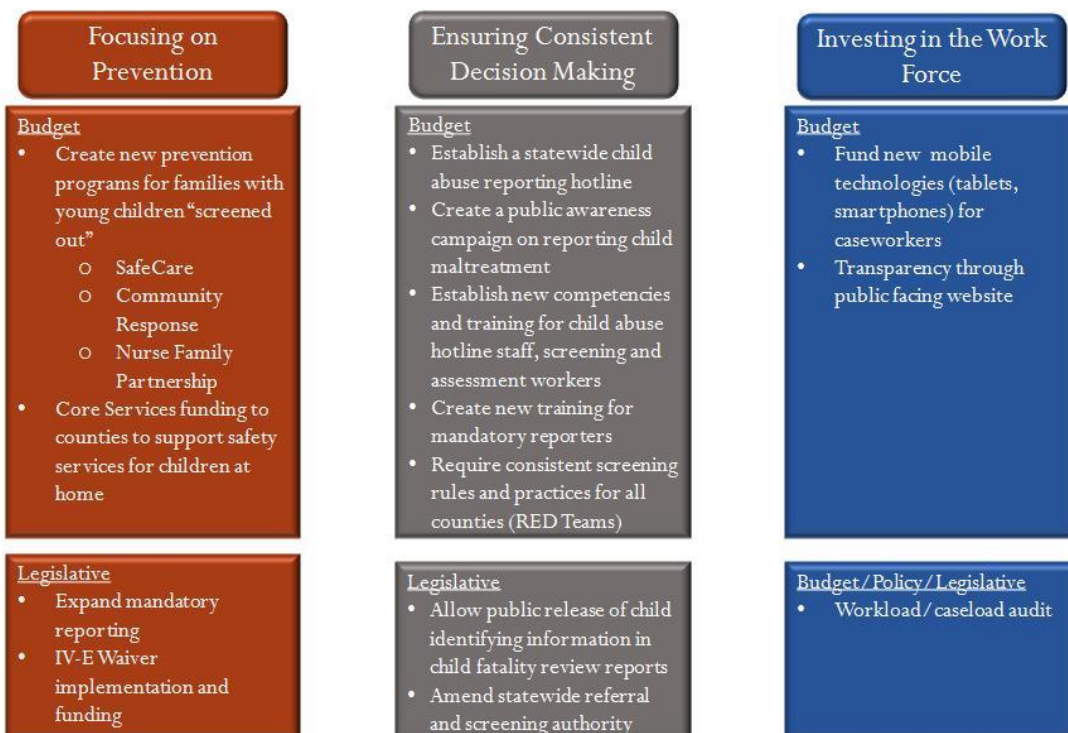 Focusing on
Prevention
Budget
• Create new prevention
programs for families with
young children "screened
out"
o SafeCare
o Community
Response
o Nurse Family
Partnership
• Core Services funding to
counties to support safety
services for children at
home
Legislative
• Expand mandatory
reporting
• IV-E Waiver
implementation and
funding
Ensuring Consistent
Decision Making
Budget
• Establish a statewide child
abuse reporting hotline
• Create a public awareness
campaign on reporting child
maltreatment
• Establish new competencies
and training for child abuse
hotline staff, screening and
assessment workers
• Create new training for
mandatory reporters
• Require consistent screening
rules and practices for all
counties (RED Teams)
Legislative
• Allow public release of child
identifying information in
child fatality review reports
• Amend statewide referral
and screening authority
Investing in the Work
Force
Budget
• Fund new mobile
technologies (tablets,
smartphones) for
caseworkers
• Transparency through
public facing website
Budget/Policy/Legislative
• Workload/caseload audit